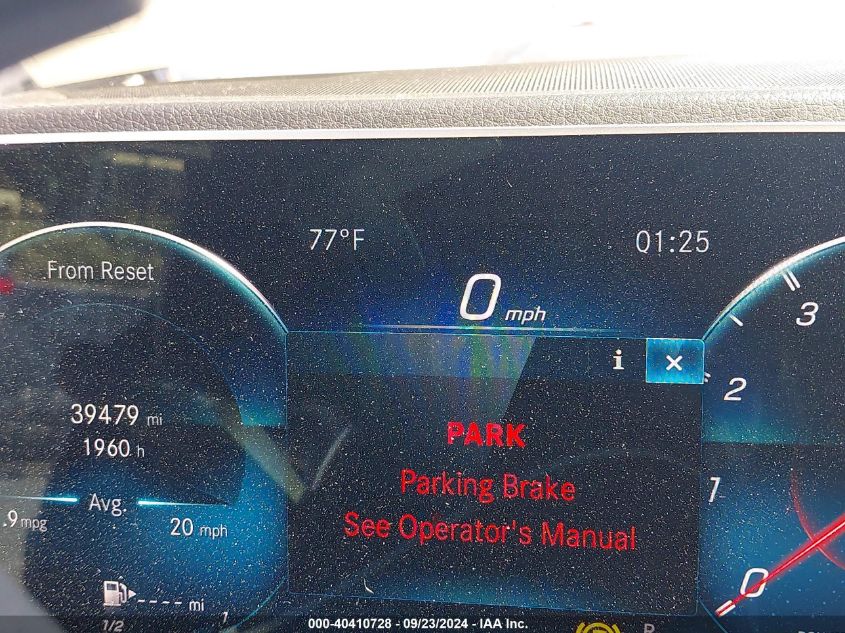 77°F
01:25
From Reset
0 mph
3
i ×
2
39479 mi
PARK
1960 h
Parking Brake
1
Avg.
.9 mpg
20 mph
See Operator's Manual
0
---- mi
1/2
000-40410728 - 09/23/2024 - IAA Inc.